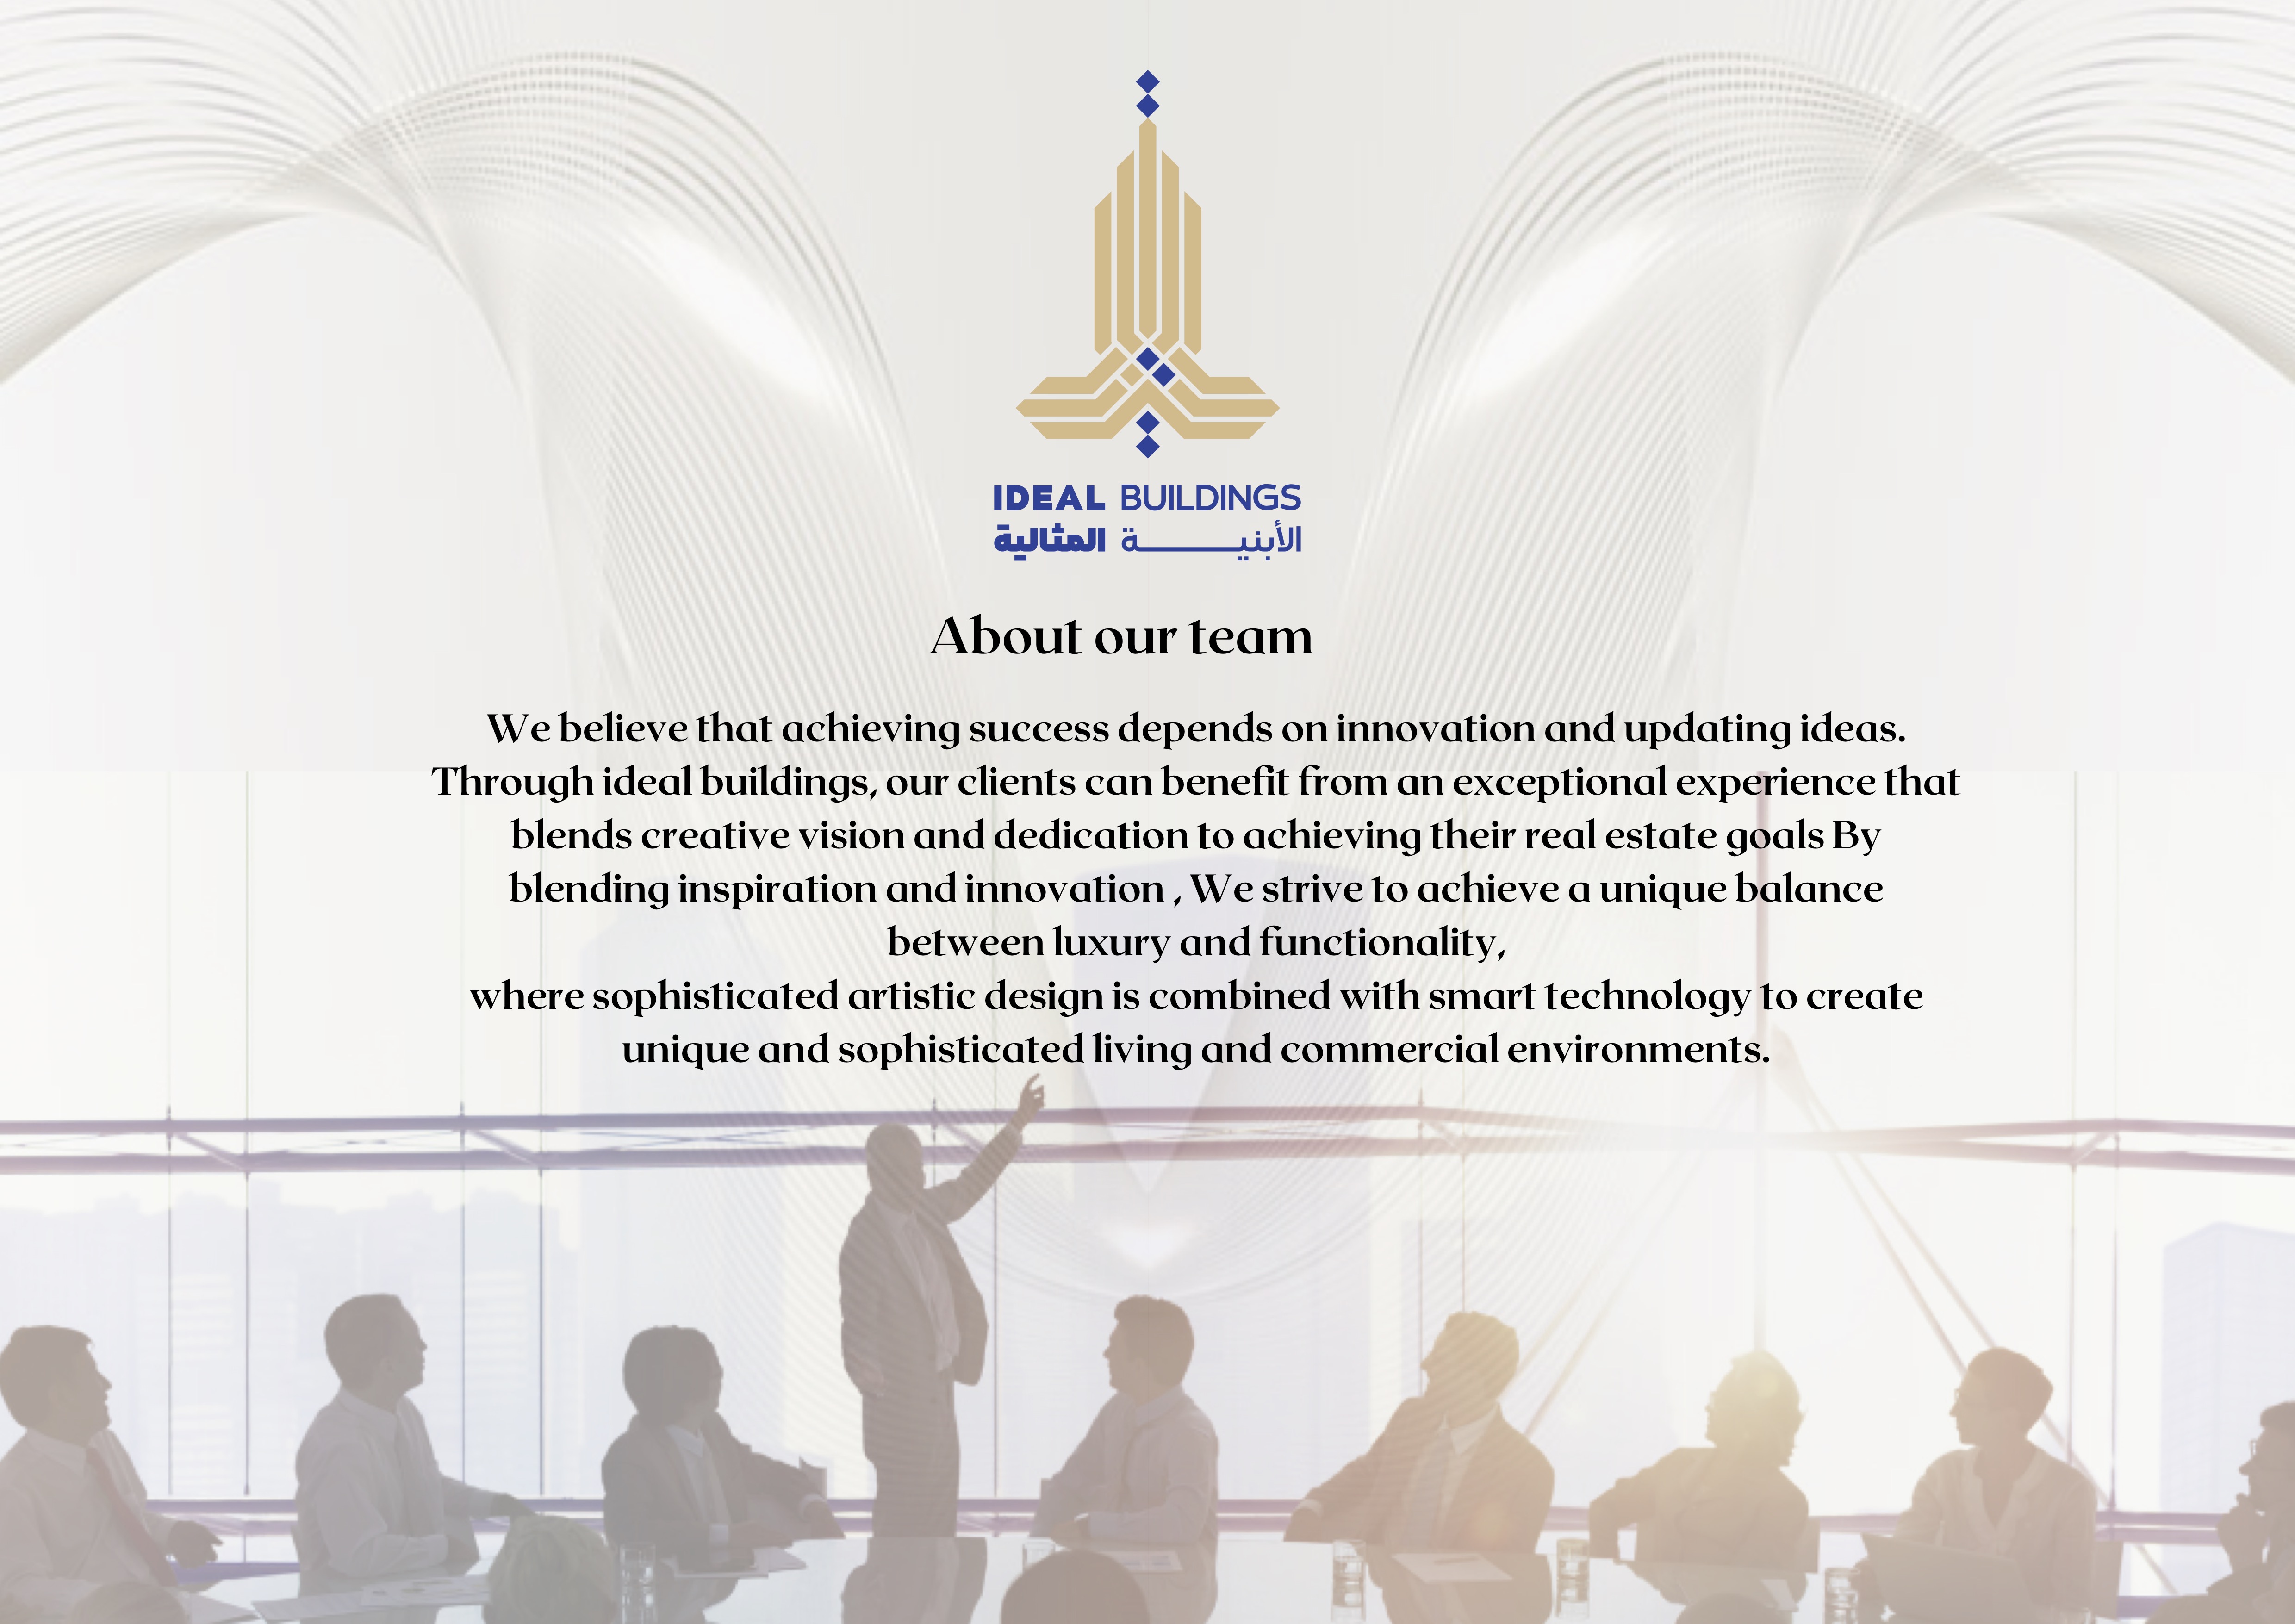 IDEAL BUILDINGS
الأبنيـــــــــــة المثالية
About our team
We believe that achieving success depends on innovation and updating ideas.
Through ideal buildings, our clients can benefit from an exceptional experience that
blends creative vision and dedication to achieving their real estate goals By
blending inspiration and innovation , We strive to achieve a unique balance
between luxury and functionality,
where sophisticated artistic design is combined with smart technology to create
unique and sophisticated living and commercial environments.